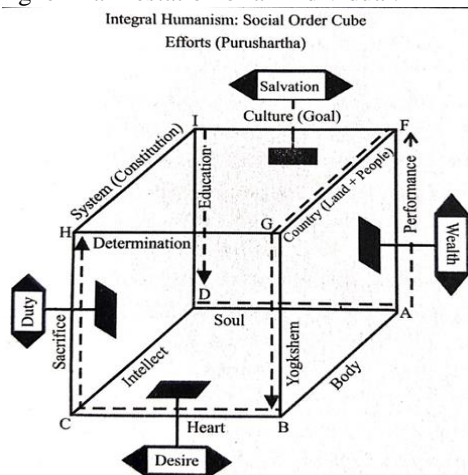 Integral Humanism: Social Order Cube
Efforts (Purushartha)
Salvation
Culture (Goal)
I
F
System (Constitution)
Education
Country (Land + People)
Performance
H
G
Determination
Wealth
Duty
Sacrifice
D
A
Soul
Intellect
Yogkshem
Body
C
B
Heart
Desire